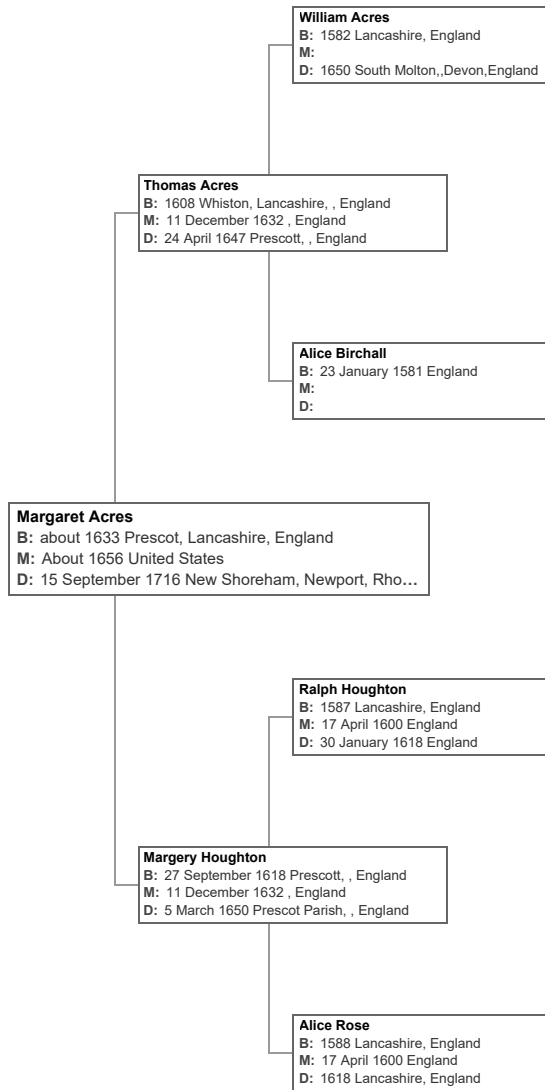 William Acres
B: 1582 Lancashire, England
M:
D: 1650 South Molton,,Devon,England
Thomas Acres
B: 1608 Whiston, Lancashire, , England
M: 11 December 1632 , England
D: 24 April 1647 Prescott, , England
Alice Birchall
B: 23 January 1581 England
M:
D:
Margaret Acres
B: about 1633 Prescot, Lancashire, England
M: About 1656 United States
D: 15 September 1716 New Shoreham, Newport, Rho...
Ralph Houghton
B: 1587 Lancashire, England
M: 17 April 1600 England
D: 30 January 1618 England
Margery Houghton
B: 27 September 1618 Prescott, , England
M: 11 December 1632 , England
D: 5 March 1650 Prescot Parish, , England
Alice Rose
B: 1588 Lancashire, England
M: 17 April 1600 England
D: 1618 Lancashire, England